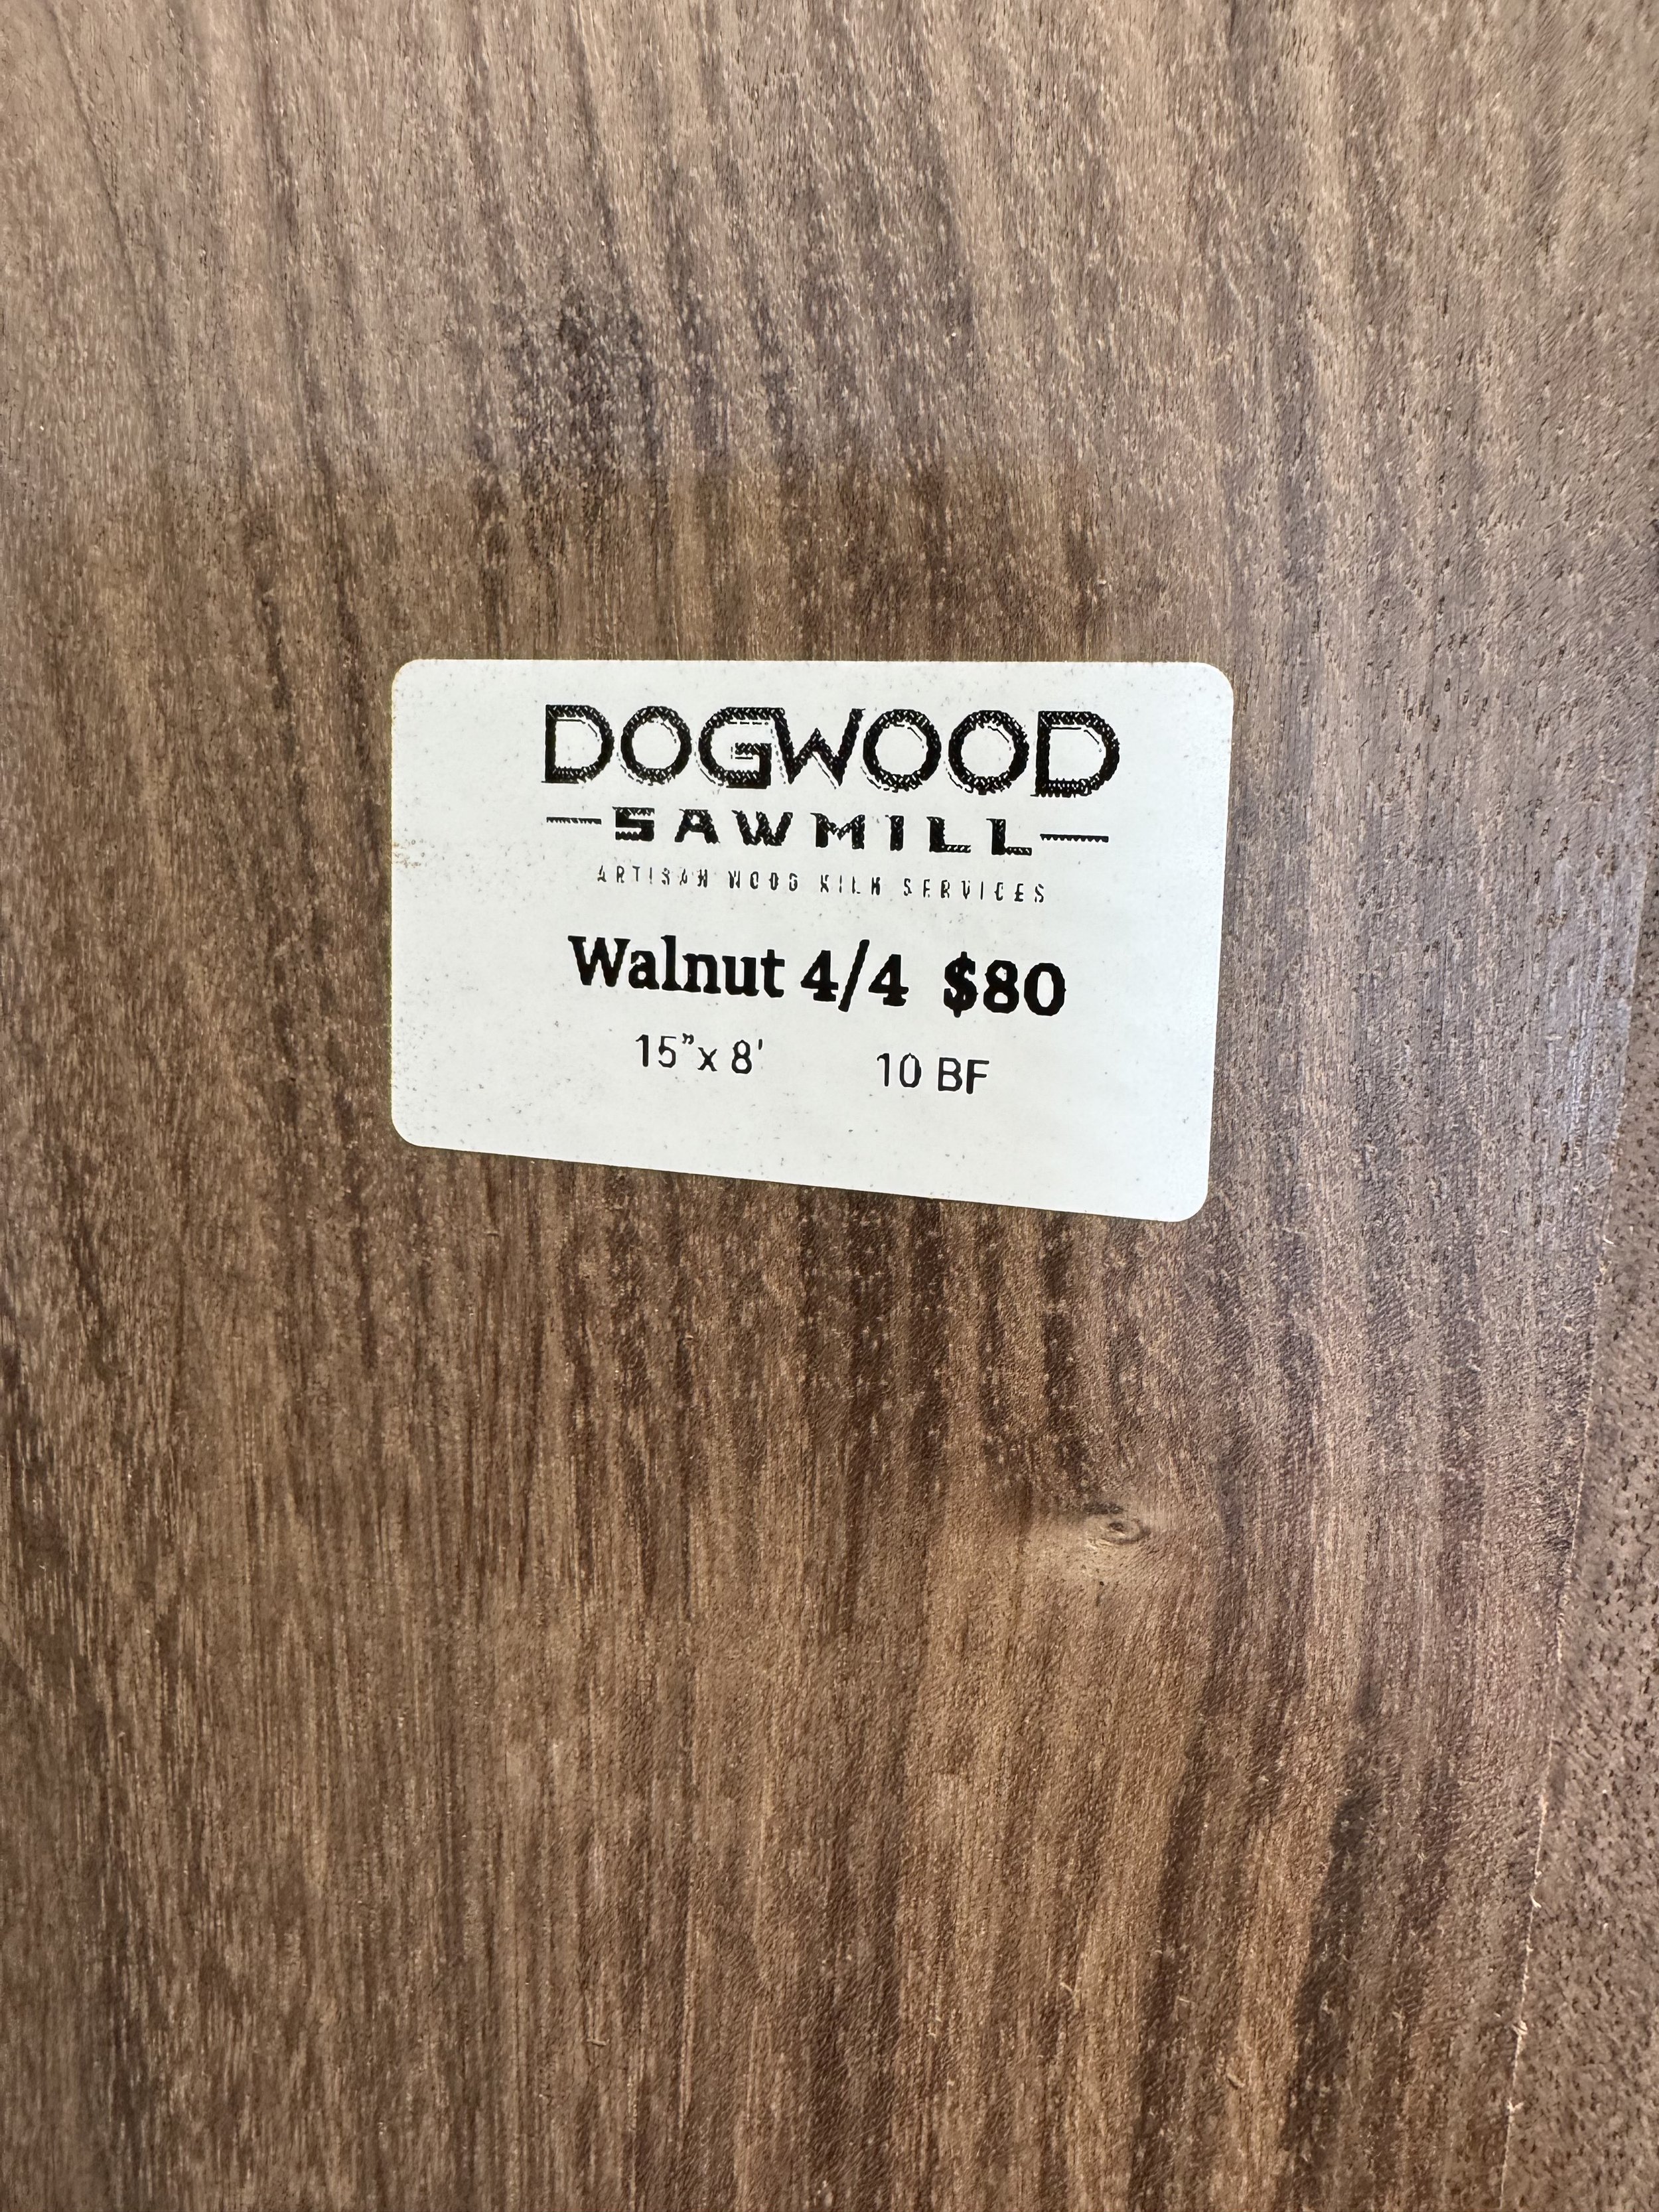 DOGWOOD
SAWMILL
ARTISAN WOOD KILN SERVICES
Walnut 4/4 $80
15”x 8' 10 BF